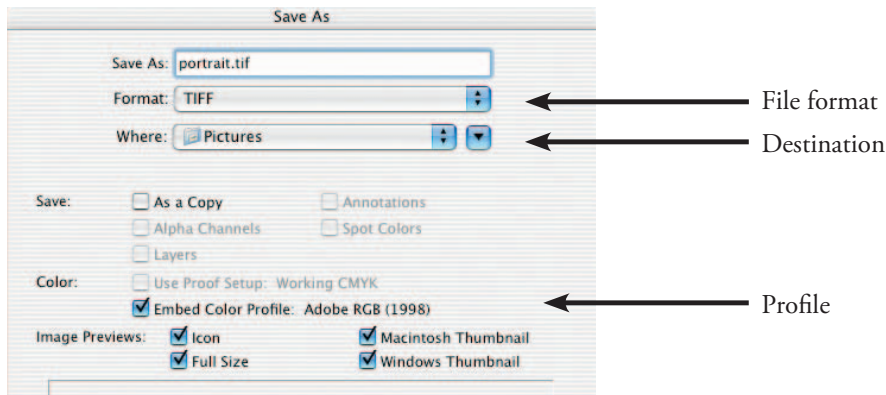 Save As
Save As: portrait.tif
Format: TIFF
File format
Where: Pictures
Destination
Save: As a Copy Annotations
Alpha Channels Spot Colors
Layers
Color: Use Proof Setup: Working CMYK
Embed Color Profile: Adobe RGB (1998)
Profile
Image Previews: Icon Macintosh Thumbnail
Full Size Windows Thumbnail